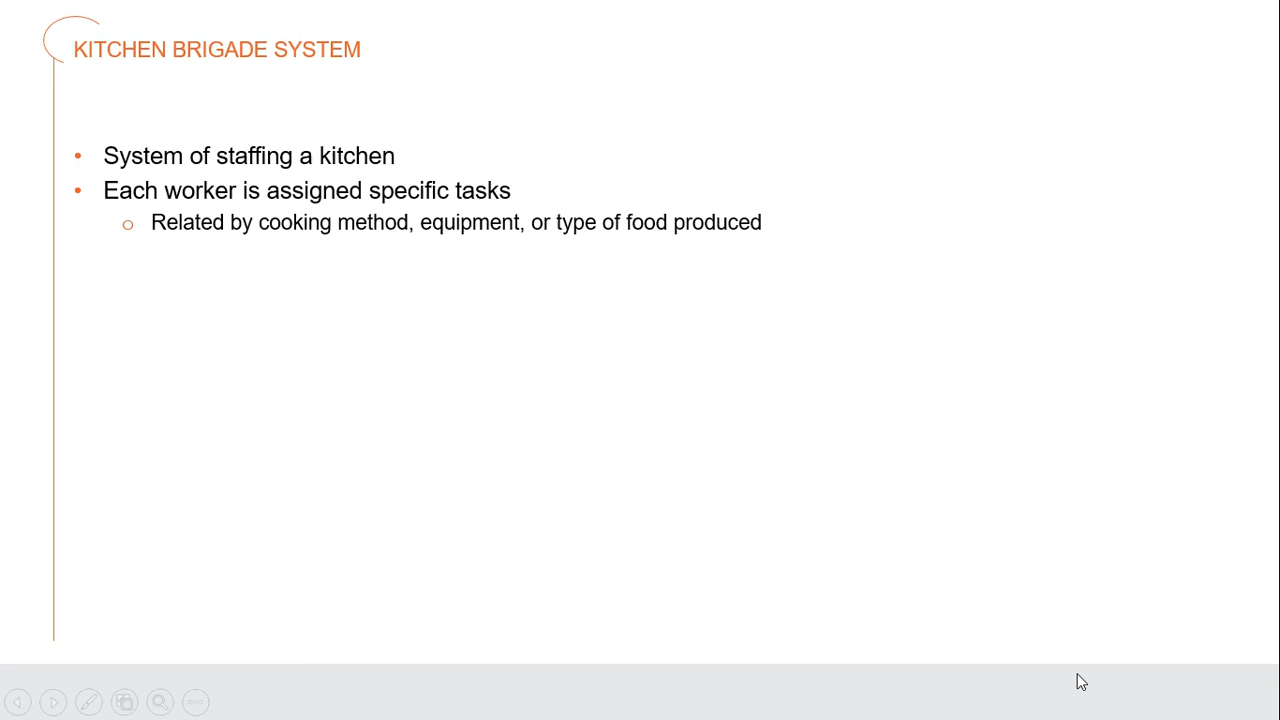 KITCHEN BRIGADE SYSTEM
• System of staffing a kitchen
• Each worker is assigned specific tasks
o Related by cooking method, equipment, or type of food produced